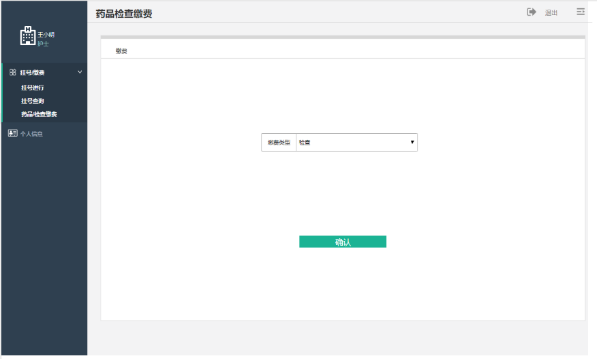 药品检查缴费
退出
王小明
护士
挂号/缴费
挂号进行
挂号查询
药品/检查缴费
个人信息
缴费
缴费类型 检查
确认